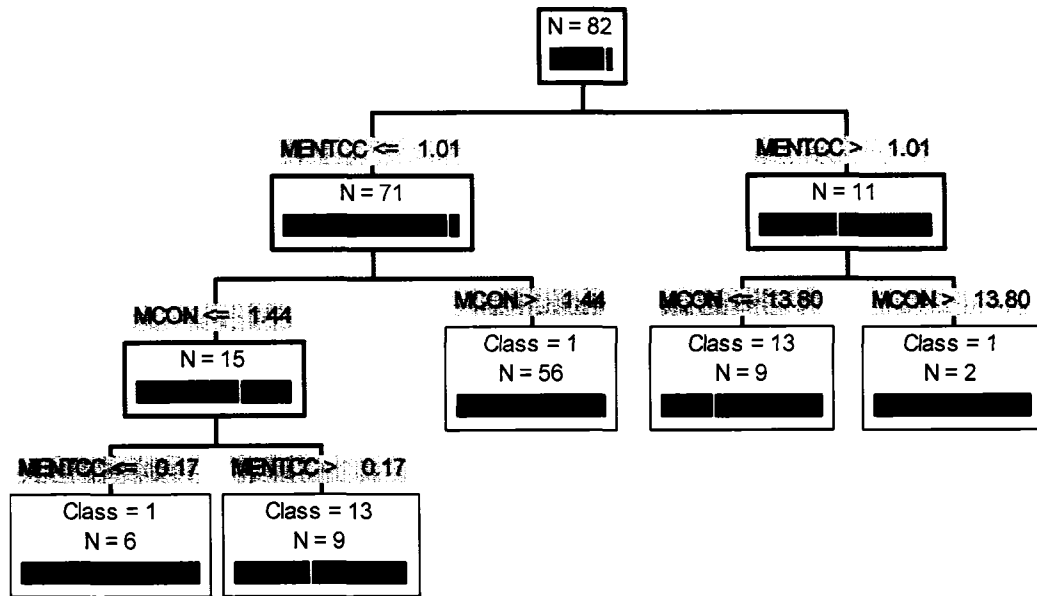 N = 82
MENTCC <= 1.01
MENTCC > 1.01
N = 71
N = 11
MCON <= 1.44
MCON > 1.44
MCON <= 13.80
MCON > 13.80
N = 15
Class = 1
N = 56
Class = 13
N = 9
Class = 1
N = 2
MENTCC <= 0.17
MENTCC > 0.17
Class = 1
N = 6
Class = 13
N = 9